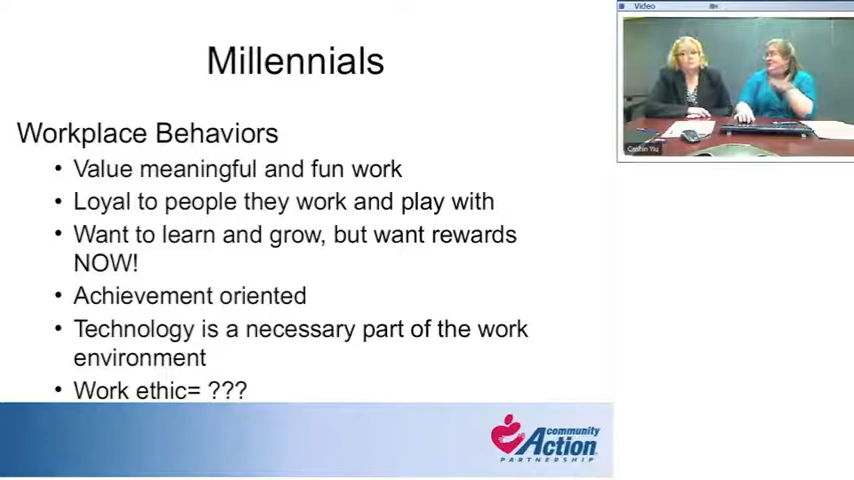 Video
Millennials
Workplace Behaviors
• Value meaningful and fun work
• Loyal to people they work and play with
• Want to learn and grow, but want rewards
NOW!
• Achievement oriented
• Technology is a necessary part of the work
environment
• Work ethic= ???
community
Action
PARTNERSHIP